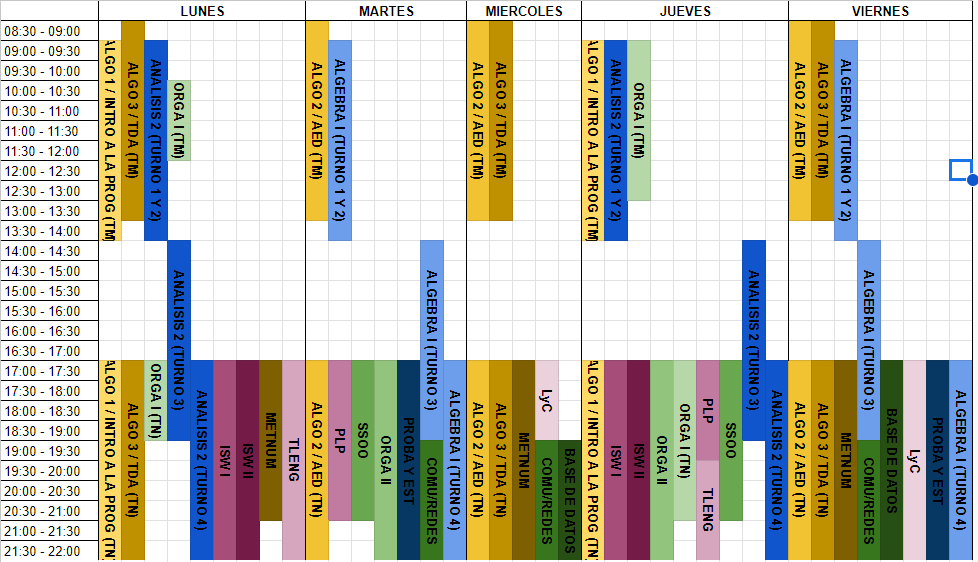 LUNES
MARTES
MIERCOLES
JUEVES
VIERNES
08:30 - 09:00
09:00 - 09:30
09:30 - 10:00
10:00 - 10:30
10:30 - 11:00
11:00 - 11:30
11:30 - 12:00
12:00 - 12:30
12:30 - 13:00
13:00 - 13:30
13:30 - 14:00
14:00 - 14:30
14:30 - 15:00
15:00 - 15:30
15:30 - 16:00
16:00 - 16:30
16:30 - 17:00
17:00 - 17:30
17:30 - 18:00
18:00 - 18:30
18:30 - 19:00
19:00 - 19:30
19:30 - 20:00
20:00 - 20:30
20:30 - 21:00
21:00 - 21:30
21:30 - 22:00
ALGO 1 / INTRO A LA PROG (TM)
ALGO 3 / TDA (TM)
ANALISIS 2 (TURNO 1 Y 2)
ORGA I (TM)
ANALISIS 2 (TURNO 3)
ALGO 1 / INTRO A LA PROG (TN)
ALGO 3 / TDA (TN)
ORGA I (TN)
ANALISIS 2 (TURNO 4)
ISW I
ISW II
METNUM
TLENG
ALGO 2 / AED (TM)
ALGEBRA I (TURNO 1 Y 2)
ALGEBRA I (TURNO 3)
ALGO 2 / AED (TN)
PLP
SSOO
ORGA II
PROBA Y EST
COMU/REDES
ALGEBRA I (TURNO 4)
ALGO 2 / AED (TM)
ALGO 3 / TDA (TM)
ALGO 2 / AED (TN)
ALGO 3 / TDA (TN)
METNUM
LyC
COMU/REDES
BASE DE DATOS
ALGO 1 / INTRO A LA PROG (TM)
ANALISIS 2 (TURNO 1 Y 2)
ORGA I (TM)
ANALISIS 2 (TURNO 3)
ALGO 1 / INTRO A LA PROG (TN)
ISW I
ISW II
ORGA II
ORGA I (TN)
PLP
TLENG
SSOO
ANALISIS 2 (TURNO 4)
ALGO 2 / AED (TM)
ALGO 3 / TDA (TM)
ALGEBRA I (TURNO 1 Y 2)
ALGEBRA I (TURNO 3)
ALGO 2 / AED (TN)
ALGO 3 / TDA (TN)
METNUM
COMU/REDES
BASE DE DATOS
LyC
PROBA Y EST
ALGEBRA I (TURNO 4)